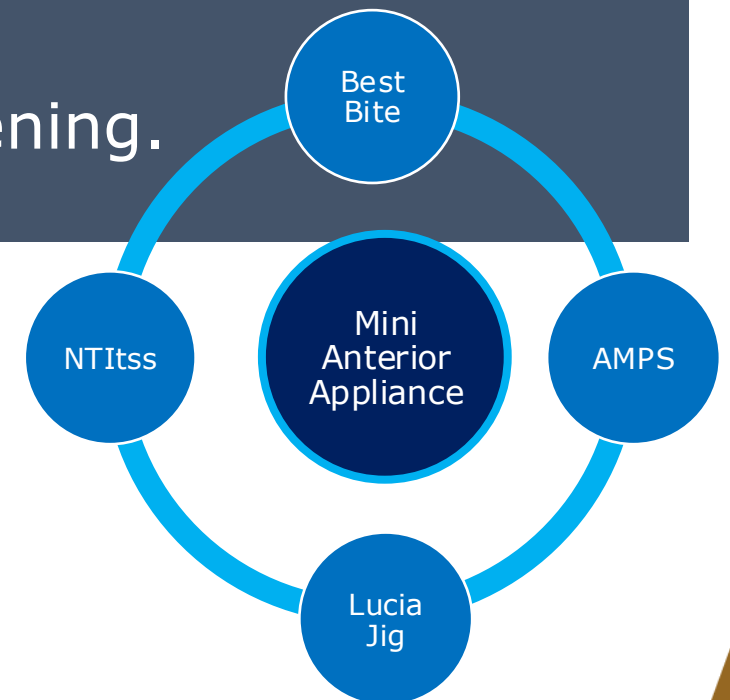 ening.
Best
Bite
NTItss
Mini
Anterior
Appliance
AMPS
Lucia
Jig